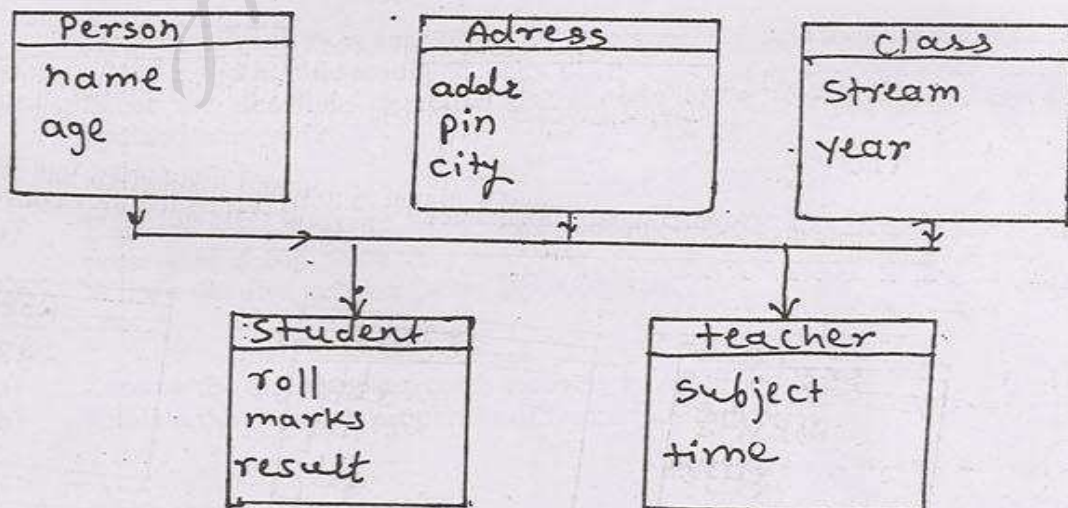 Person
name
age
Adress
addr
pin
city
class
stream
year
student
roll
marks
result
teacher
subject
time